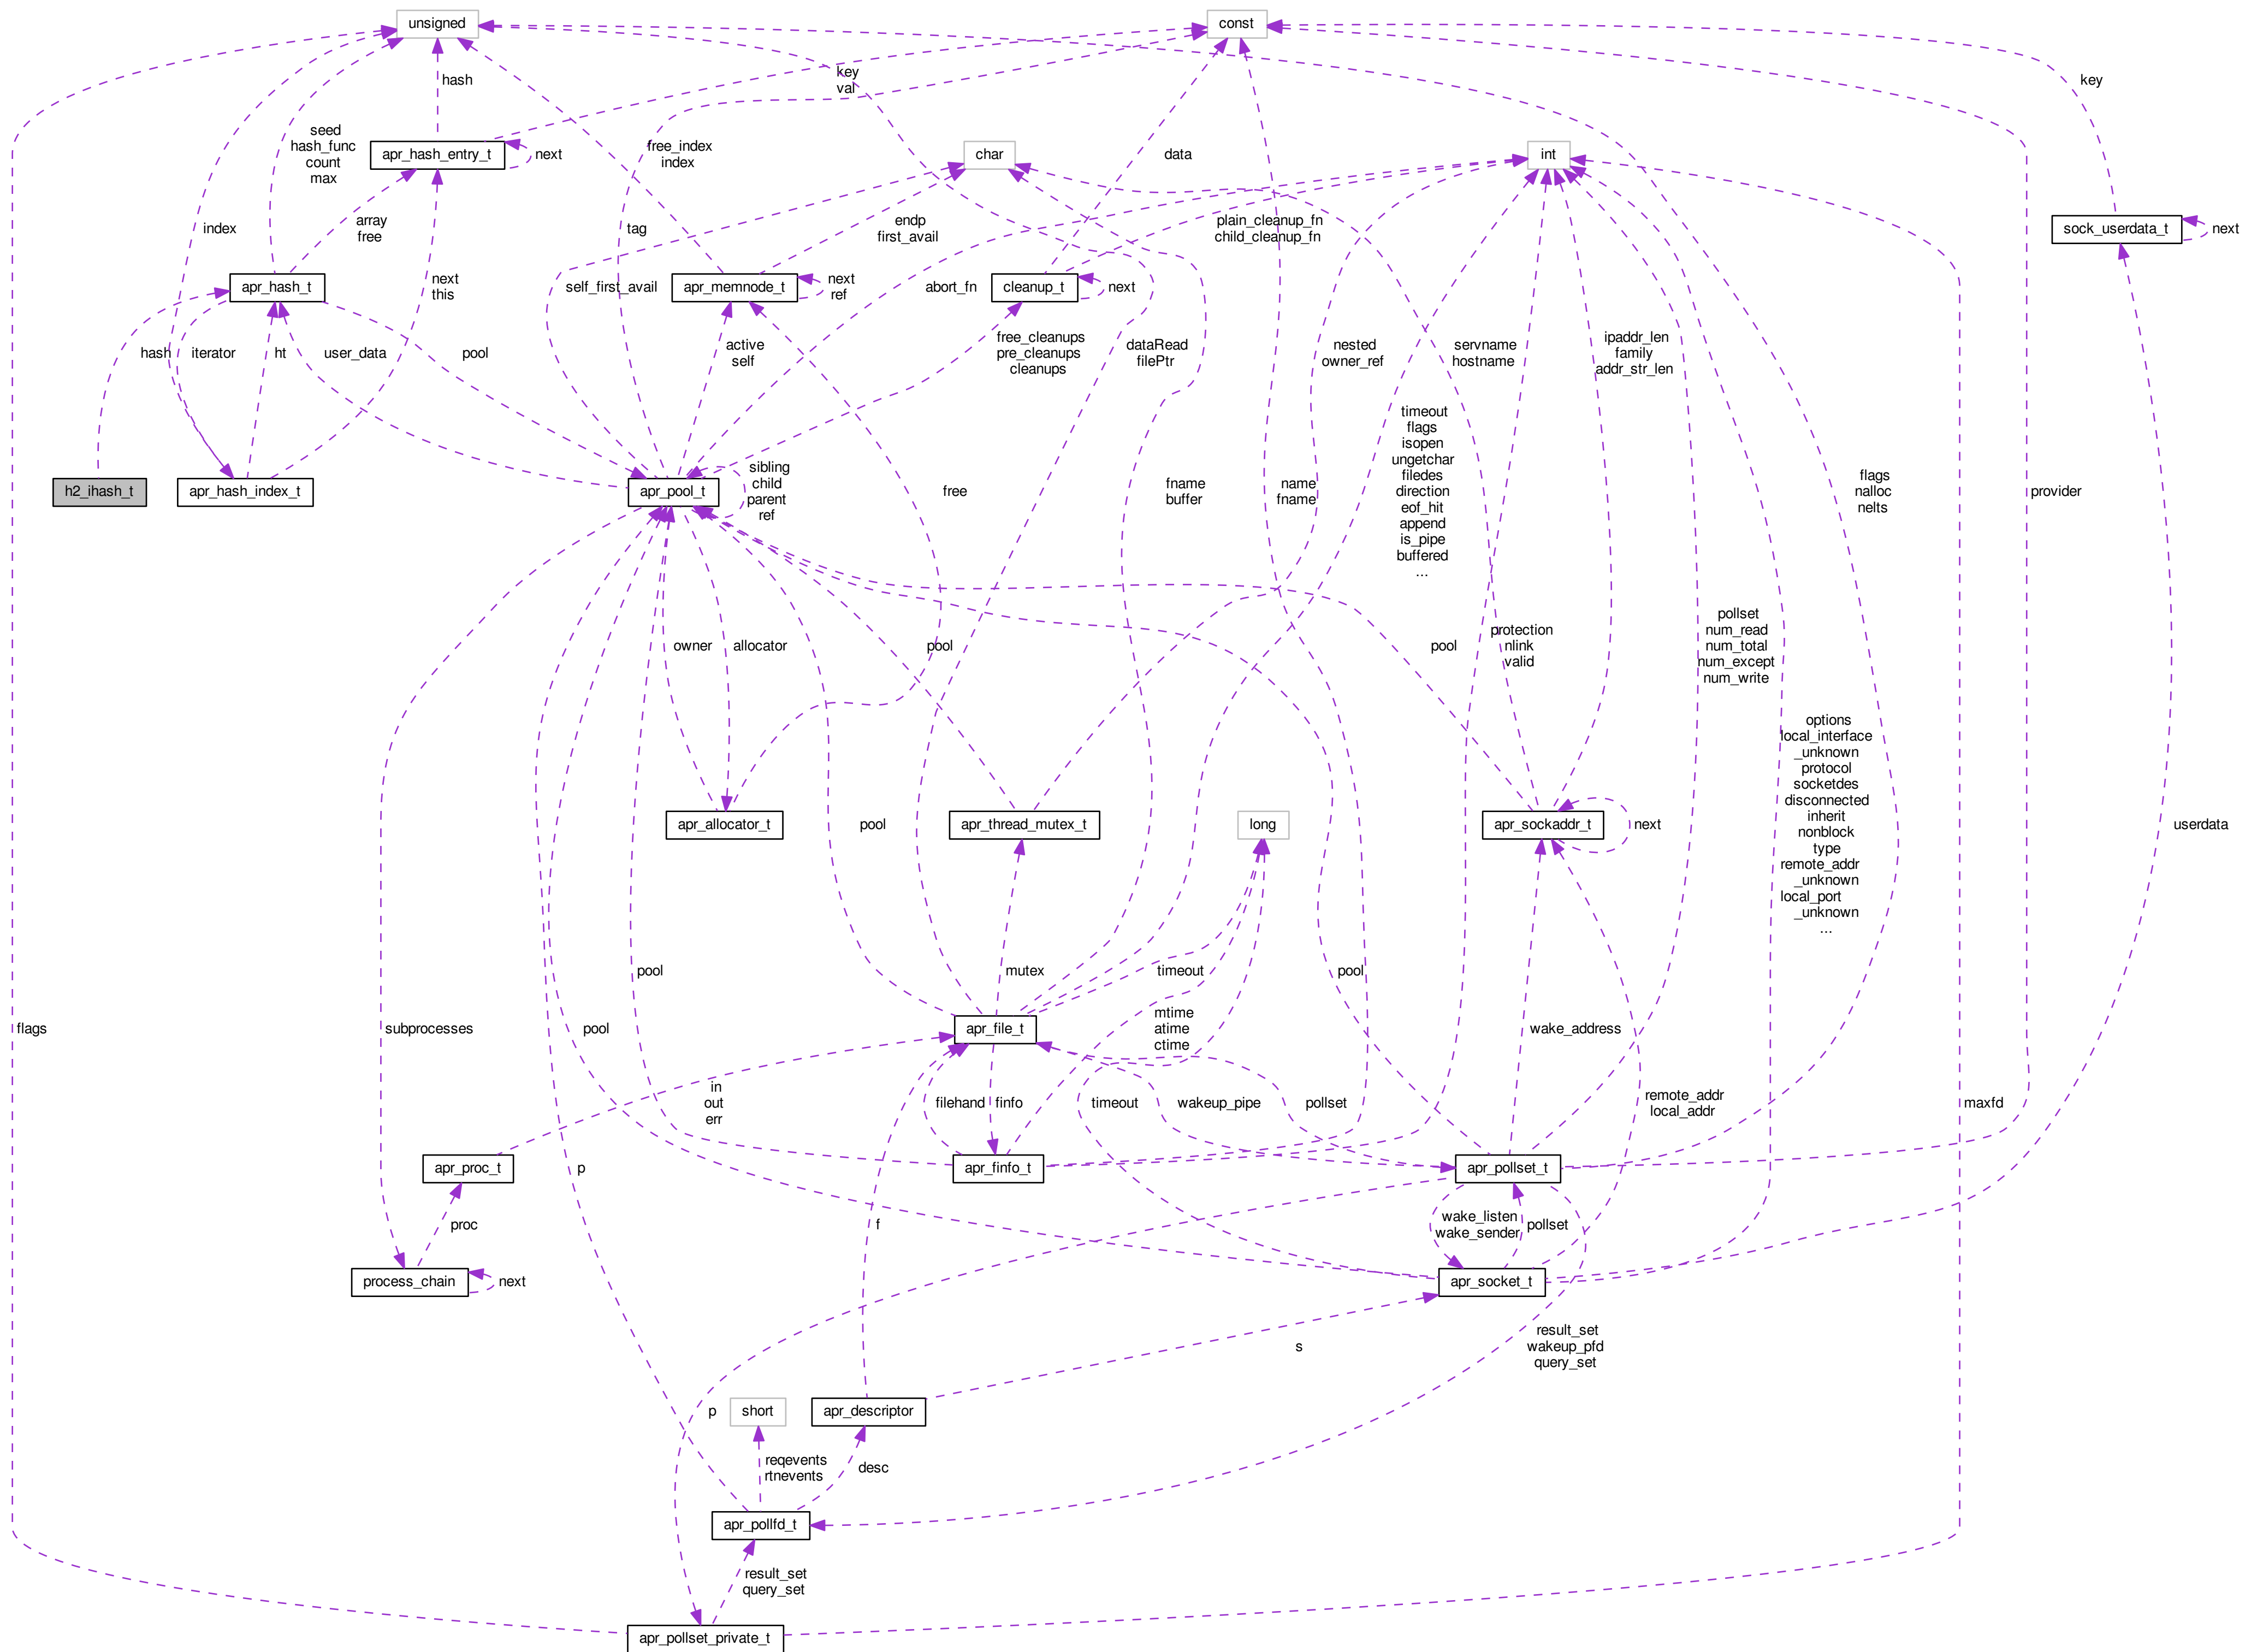 unsigned
const
hash
key
val
key
seed
hash_func
count
max
apr_hash_entry_t
next
free_index
index
char
data
int
index
array
free
tag
endp
first_avail
plain_cleanup_fn
child_cleanup_fn
sock_userdata_t
next
apr_hash_t
next
this
self_first_avail
apr_memnode_t
next
ref
abort_fn
cleanup_t
next
hash
iterator
ht
user_data
pool
active
self
free_cleanups
pre_cleanups
cleanups
dataRead
filePtr
nested
owner_ref
servname
hostname
ipaddr_len
family
addr_str_len
h2_ihash_t
apr_hash_index_t
apr_pool_t
sibling
child
parent
ref
free
fname
buffer
name
fname
timeout
flags
isopen
ungetchar
filedes
direction
eof_hit
append
is_pipe
buffered
...
flags
nalloc
nelts
provider
owner
allocator
pool
pool
protection
nlink
valid
pollset
num_read
num_total
num_except
num_write
apr_allocator_t
pool
apr_thread_mutex_t
long
apr_sockaddr_t
next
options
local_interface
_unknown
protocol
socketdes
disconnected
inherit
nonblock
type
remote_addr
_unknown
local_port
_unknown
...
userdata
pool
mutex
timeout
pool
flags
subprocesses
pool
apr_file_t
mtime
atime
ctime
wake_address
in
out
err
filehand
finfo
timeout
wakeup_pipe
pollset
remote_addr
local_addr
maxfd
apr_proc_t
p
apr_finfo_t
apr_pollset_t
proc
f
wake_listen
wake_sender
pollset
process_chain
next
apr_socket_t
s
result_set
wakeup_pfd
query_set
p
short
apr_descriptor
reqevents
rtnevents
desc
apr_pollfd_t
result_set
query_set
apr_pollset_private_t